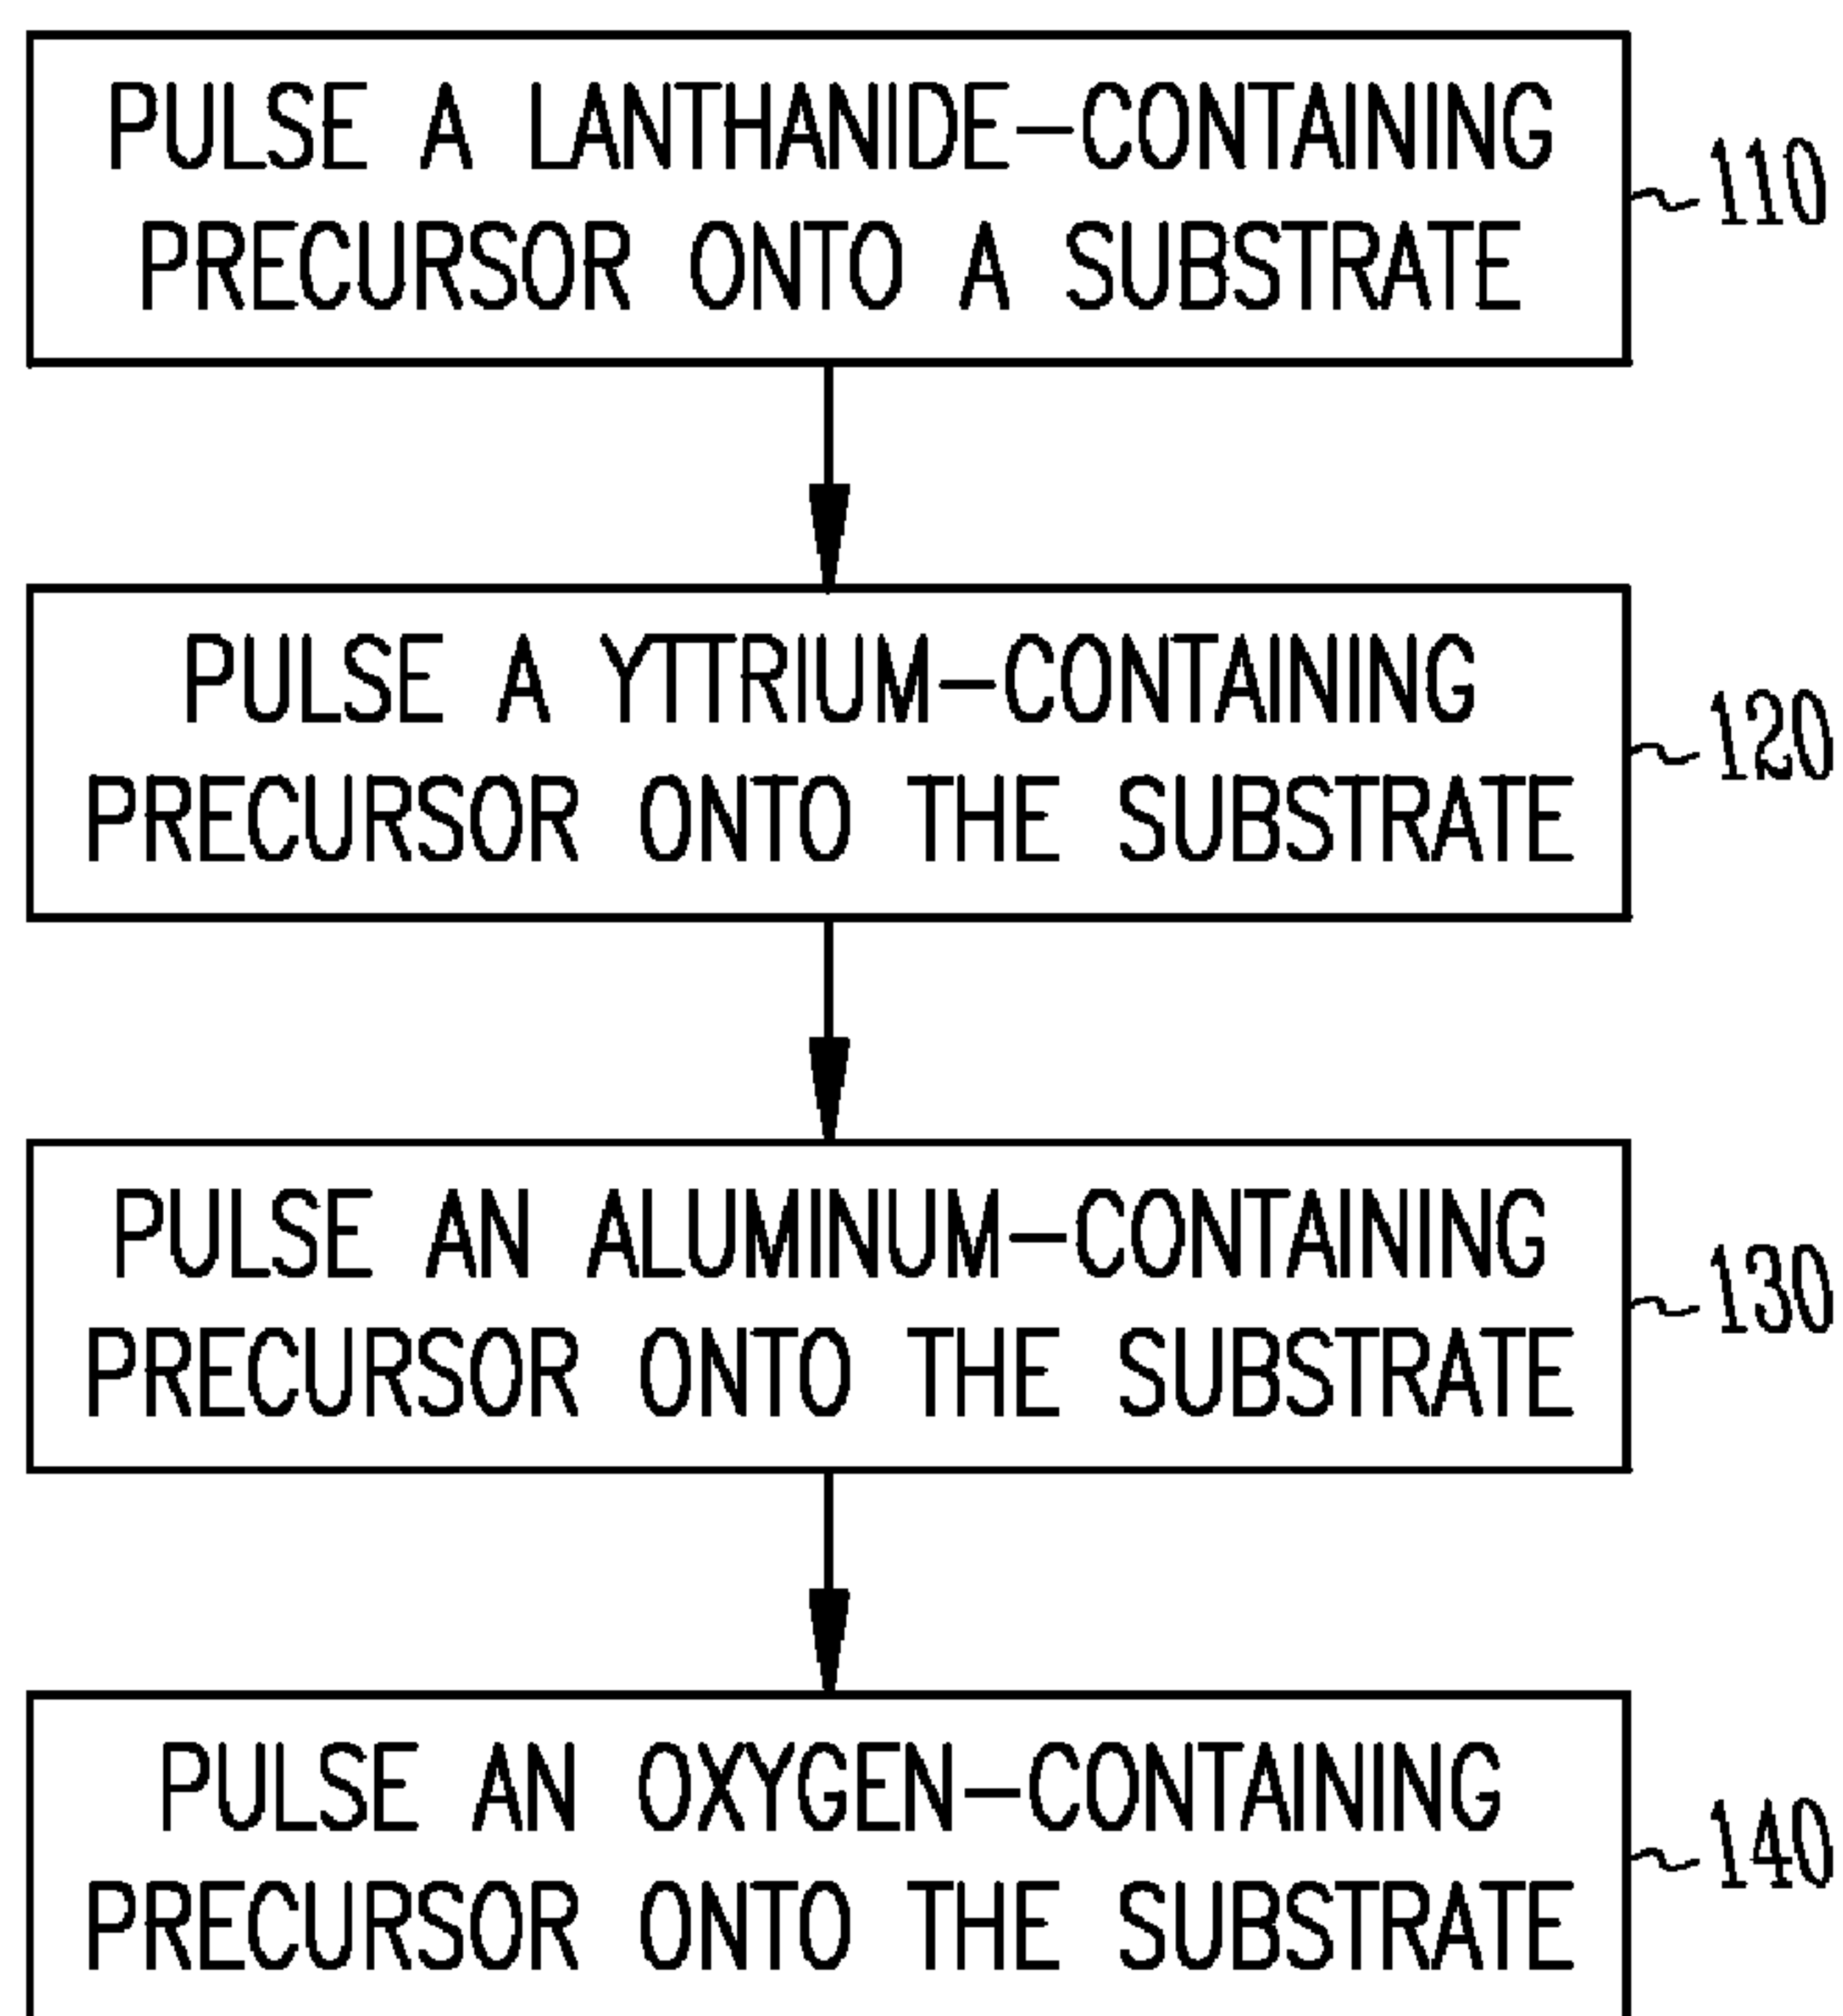 PULSE A LANTHANIDE-CONTAINING
PRECURSOR ONTO A SUBSTRATE
110
PULSE A YTTRIUM-CONTAINING
PRECURSOR ONTO THE SUBSTRATE
120
PULSE AN ALUMINUM-CONTAINING
PRECURSOR ONTO THE SUBSTRATE
130
PULSE AN OXYGEN-CONTAINING
PRECURSOR ONTO THE SUBSTRATE
140